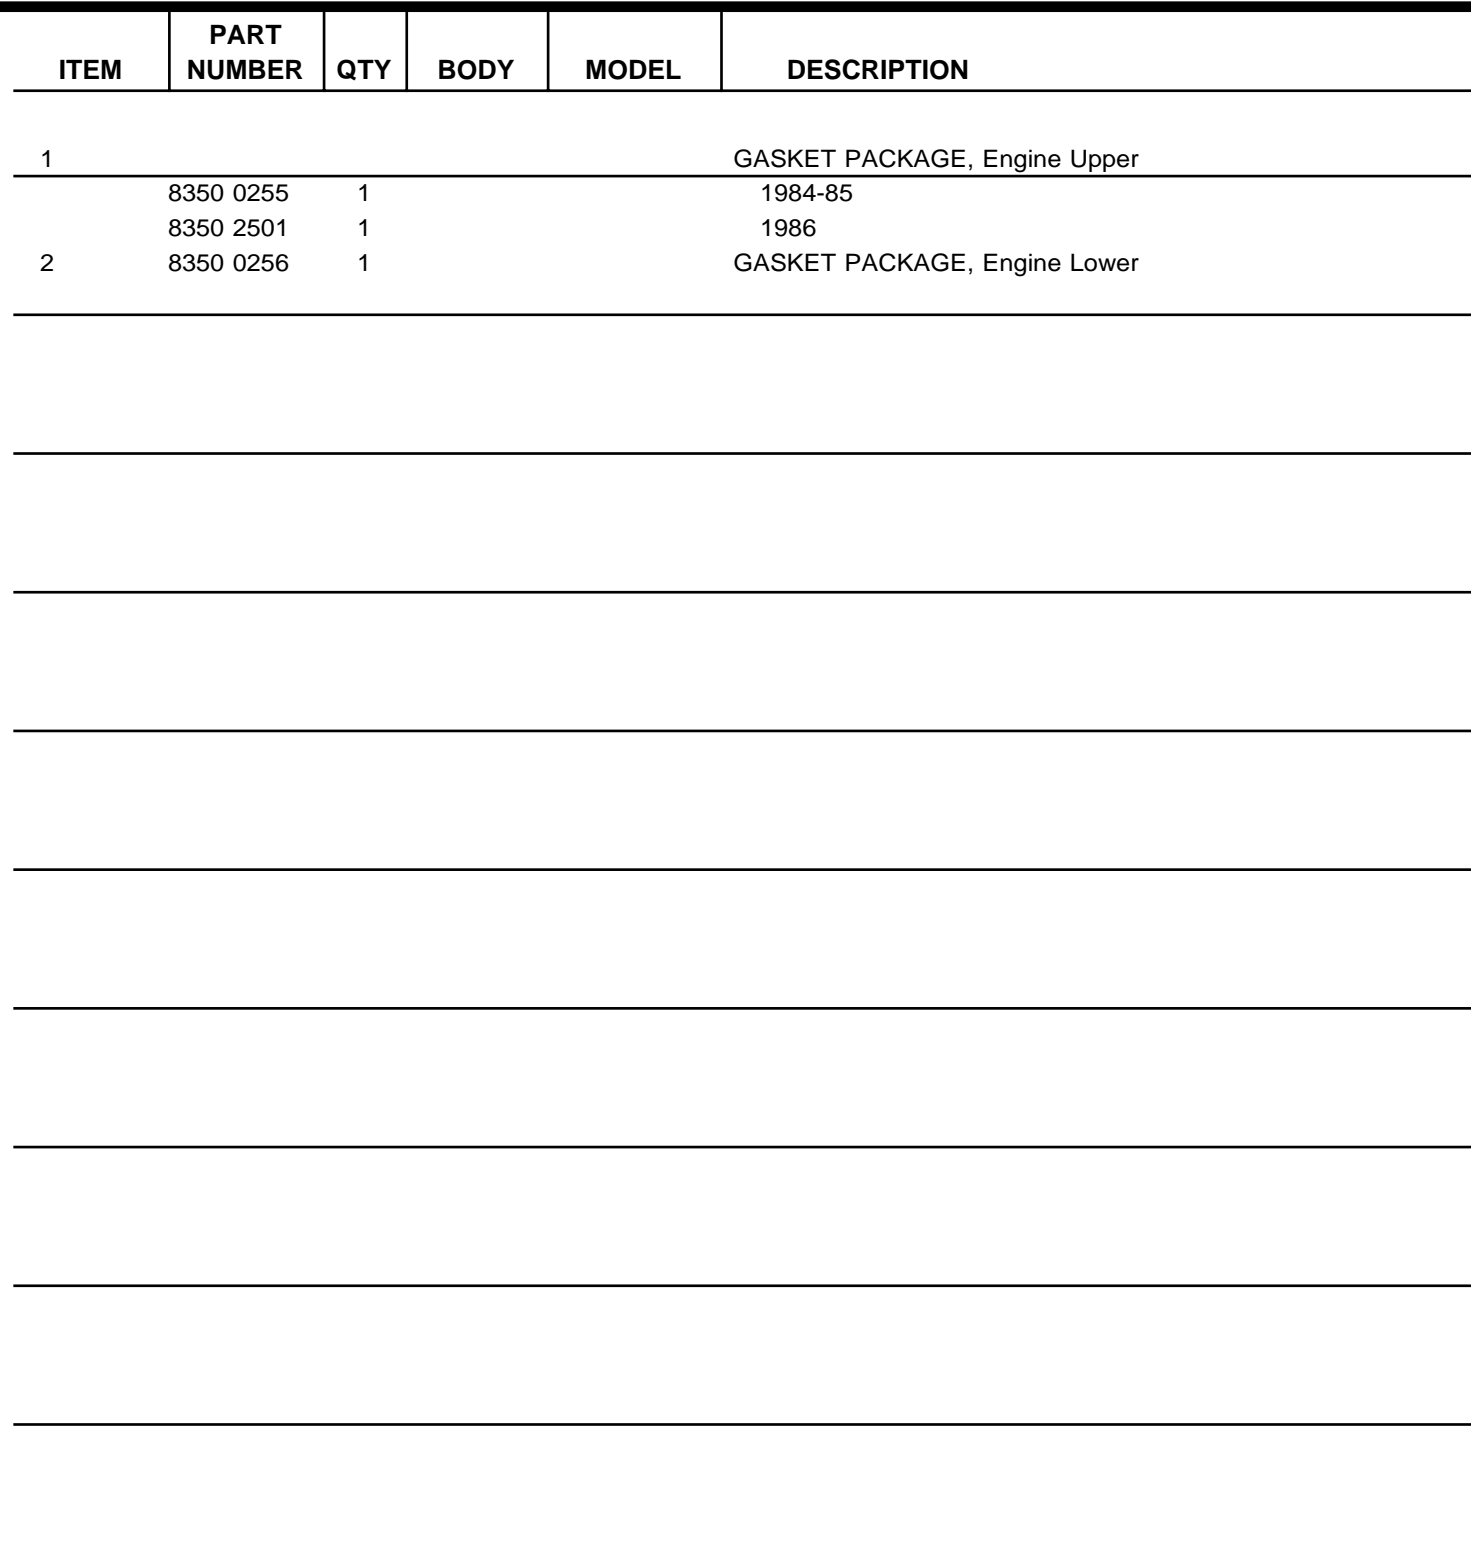 PART
ITEM NUMBER QTY BODY MODEL DESCRIPTION
1 GASKET PACKAGE, Engine Upper
8350 0255 1 1984-85
8350 2501 1 1986
2 8350 0256 1 GASKET PACKAGE, Engine Lower